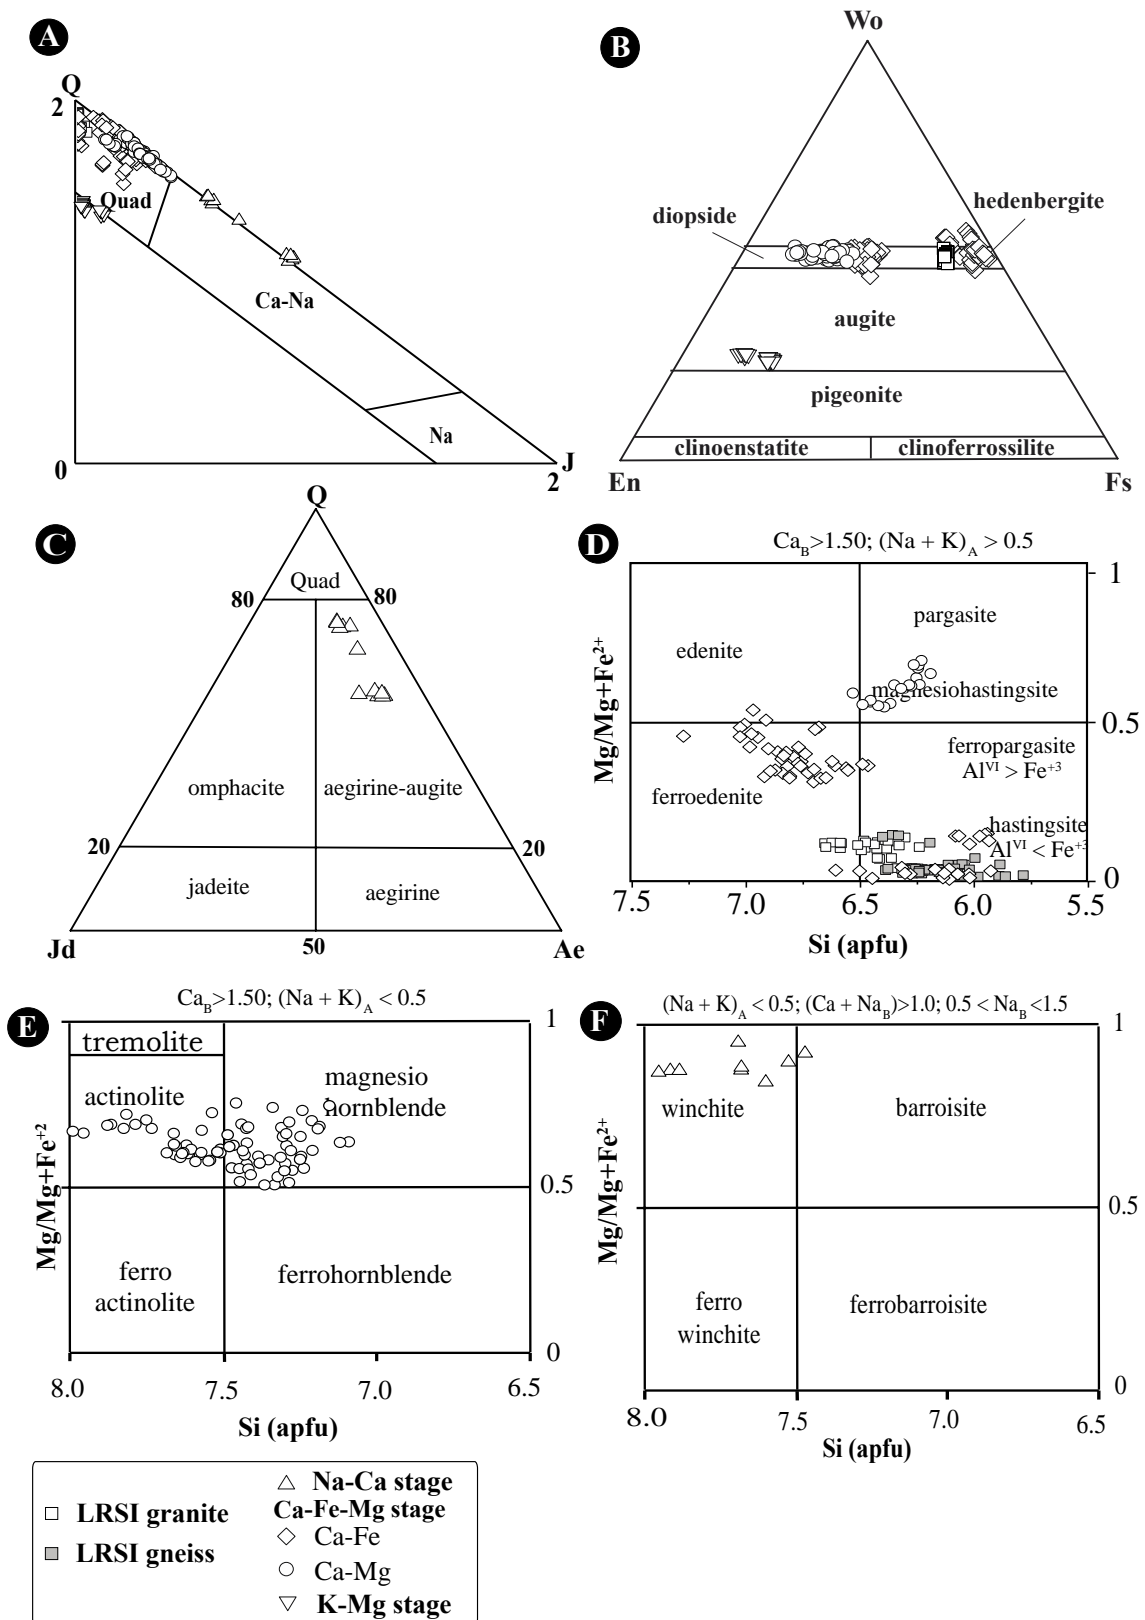 A
Q
2
Quad
Ca-Na
Na
0
J
2
B
Wo
diopside
hedenbergite
augite
pigeonite
clinoenstatite
clinoferrossilite
En
Fs
C
Q
Quad
80
80
omphacite
aegirine-augite
20
20
jadeite
aegirine
Jd
50
Ae
D
Ca_B>1.50; (Na + K)_A > 0.5
1
pargasite
edenite
magnesiohastingsite
Mg/Mg+Fe²⁺
0.5
ferropargasite
Al^VI > Fe⁺³
ferroedenite
hastingsite
Al^VI < Fe⁺³
0
7.5 7.0 6.5 6.0 5.5
Si (apfu)
E
Ca_B>1.50; (Na + K)_A < 0.5
1
tremolite
actinolite
magnesio
hornblende
Mg/Mg+Fe⁺²
0.5
ferro
actinolite
ferrohornblende
0
8.0 7.5 7.0 6.5
Si (apfu)
F
(Na + K)_A < 0.5; (Ca + Na_B)>1.0; 0.5 < Na_B <1.5
1
winchite
barroisite
Mg/Mg+Fe²⁺
0.5
ferro
winchite
ferrobarroisite
0
8.0 7.5 7.0 6.5
Si (apfu)
LRSI granite
LRSI gneiss
Na-Ca stage
Ca-Fe-Mg stage
Ca-Fe
Ca-Mg
K-Mg stage